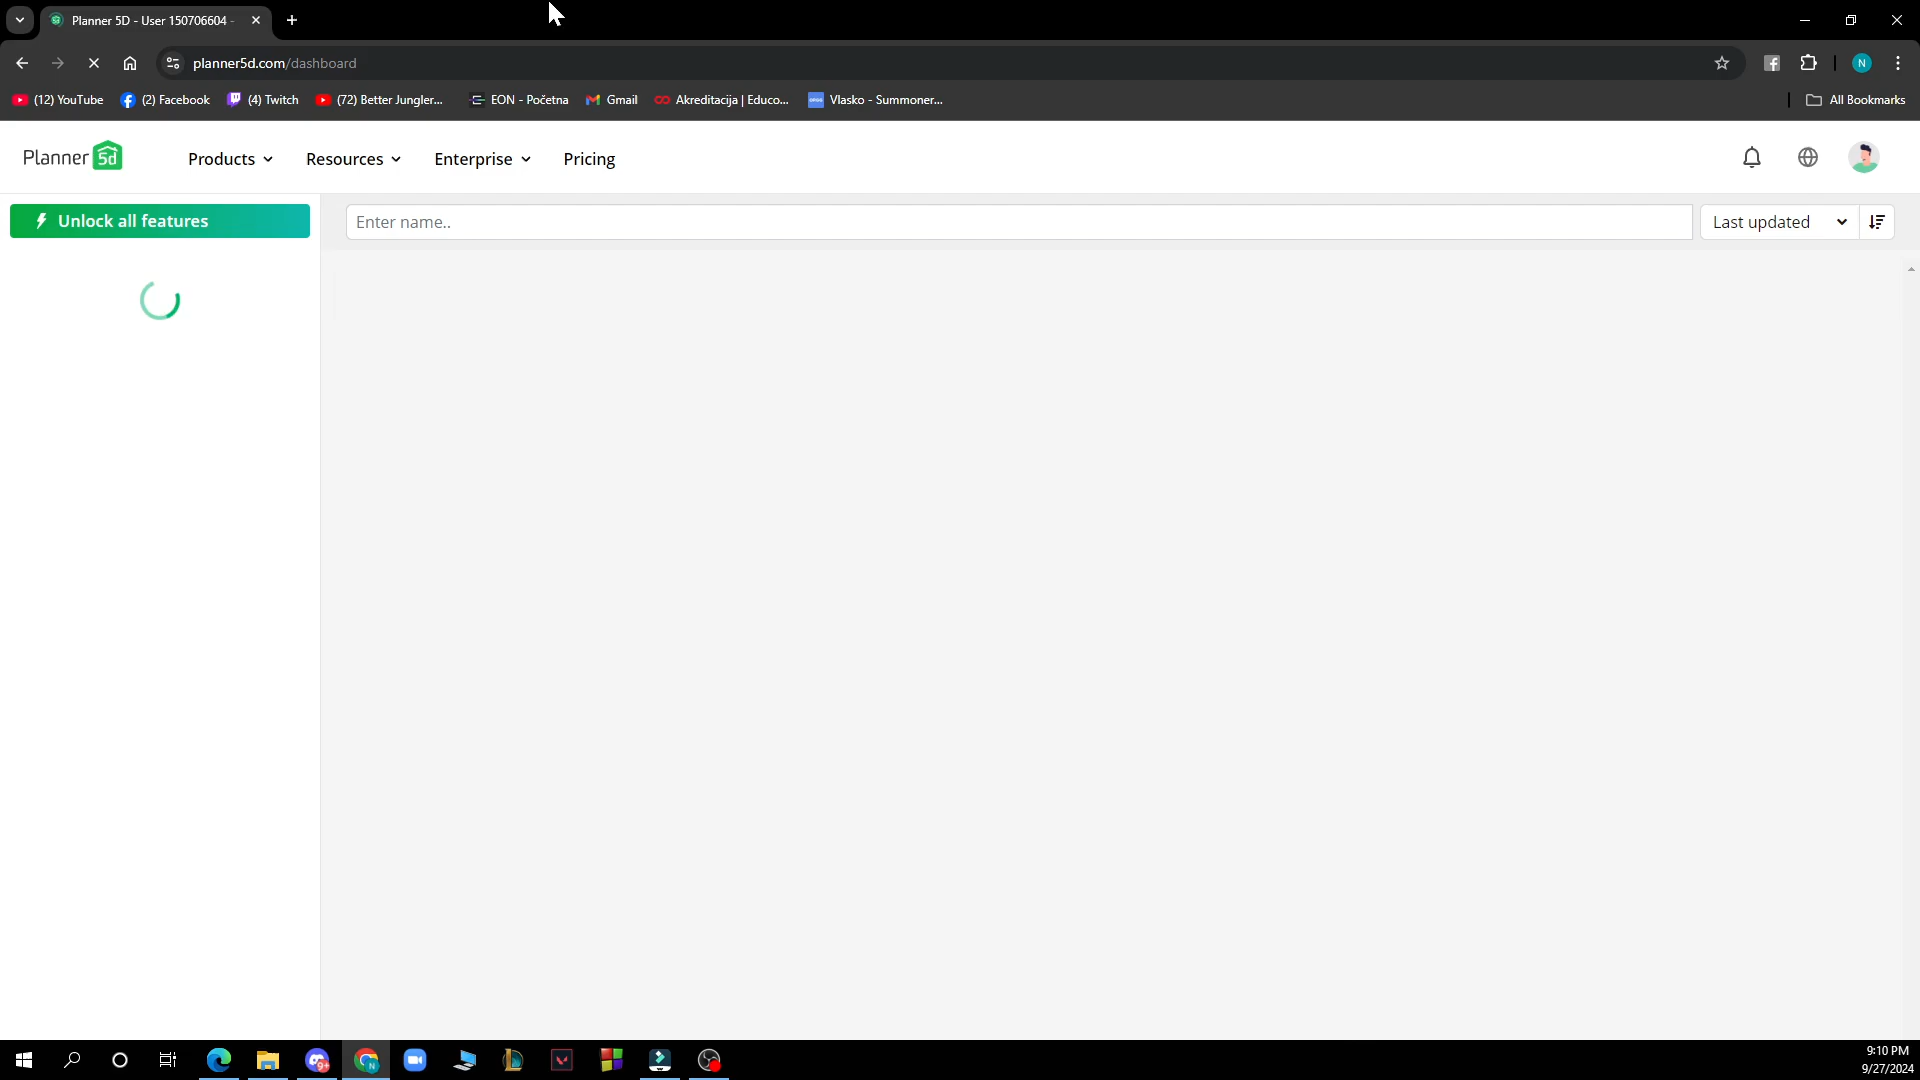 Planner 5D - User 150706604 -
planner5d.com/dashboard
(12) YouTube (2) Facebook (4) Twitch (72) Better Jungler... EON - Početna Gmail Akreditacija | Educo... Vlasko - Summoner... All Bookmarks
Planner 5d Products Resources Enterprise Pricing
Unlock all features Enter name.. Last updated
9:10 PM
9/27/2024